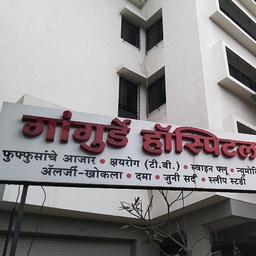 गांगुर्डे हॉस्पिटल
फुफ्फुसांचे आजार • क्षयरोग (टी.बी.) • स्वाइन फ्लू •
ॲलर्जी-खोकला • दमा • जुनी सर्दी • स्लीप स्टडी